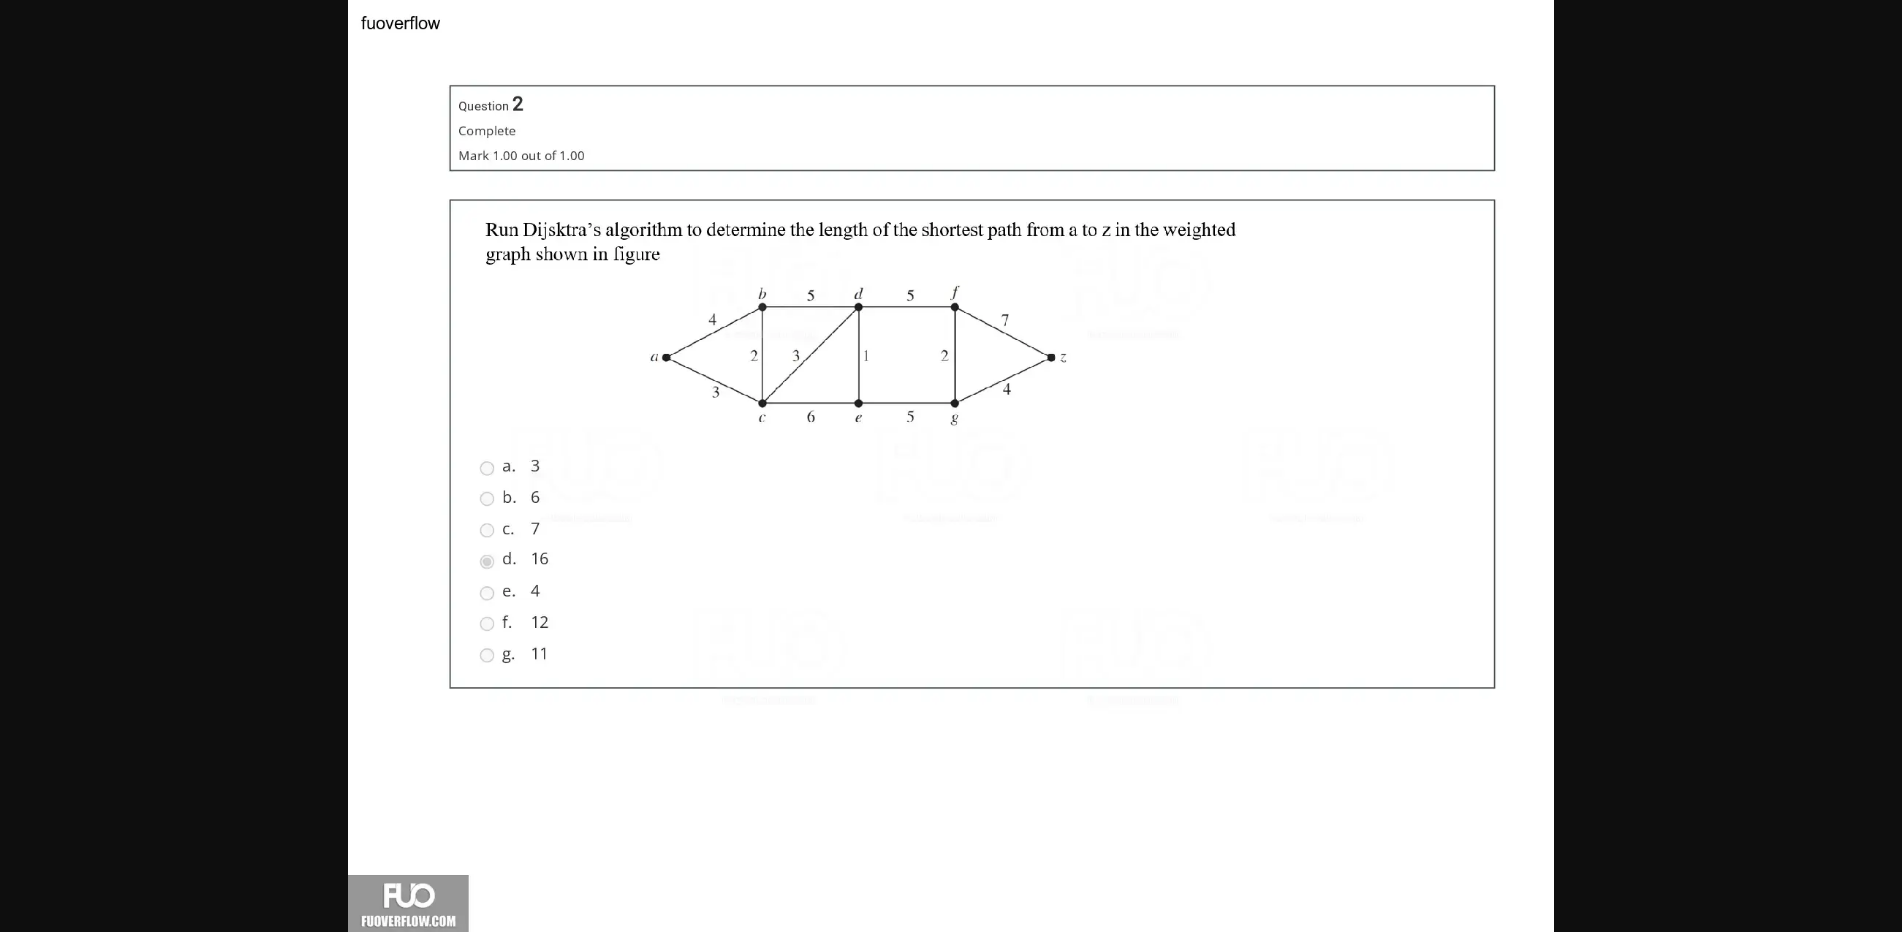 fuoverflow
Question 2
Complete
Mark 1.00 out of 1.00
Run Dijsktra's algorithm to determine the length of the shortest path from a to z in the weighted
graph shown in figure
b 5 d 5 f
4 7
a 2 3 1 2 z
3 4
c 6 e 5 g
a. 3
b. 6
c. 7
d. 16
e. 4
f. 12
g. 11
FUO
FUOVERFLOW.COM